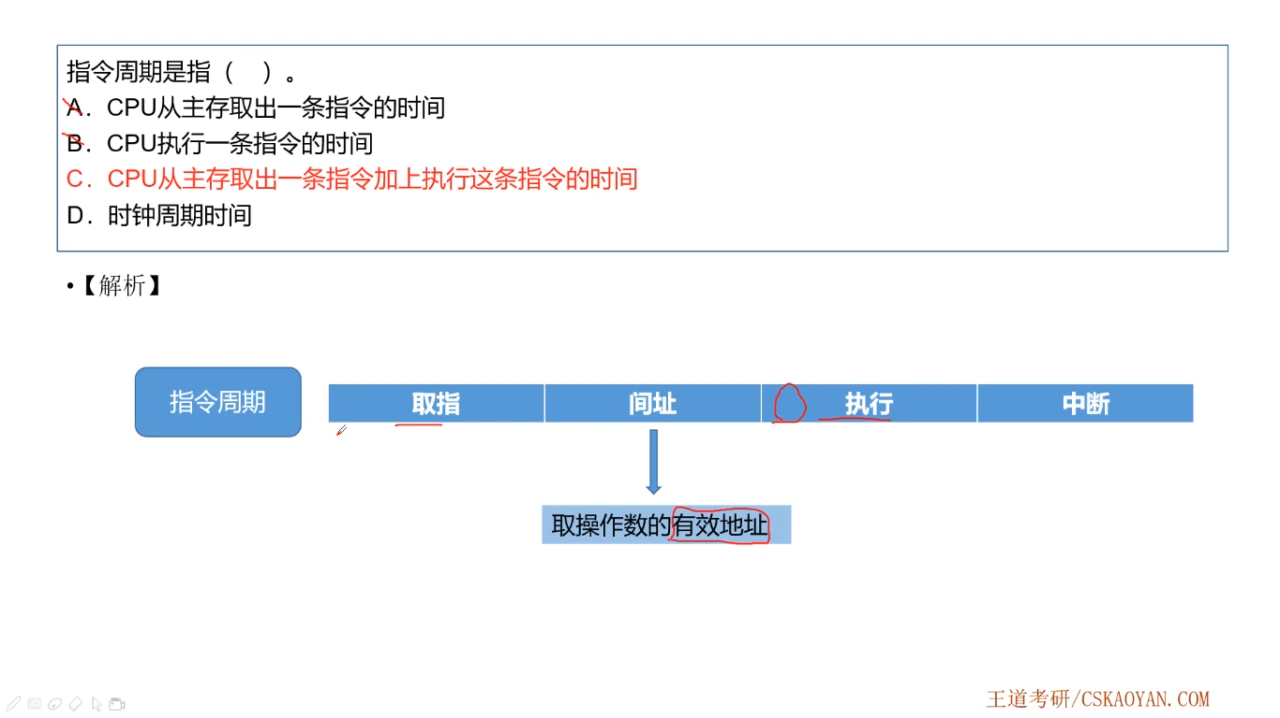 指令周期是指（　）。
A．CPU从主存取出一条指令的时间
B．CPU执行一条指令的时间
C．CPU从主存取出一条指令加上执行这条指令的时间
D．时钟周期时间
•【解析】
指令周期 取指 间址 执行 中断
取操作数的有效地址
王道考研/CSKAOYAN.COM